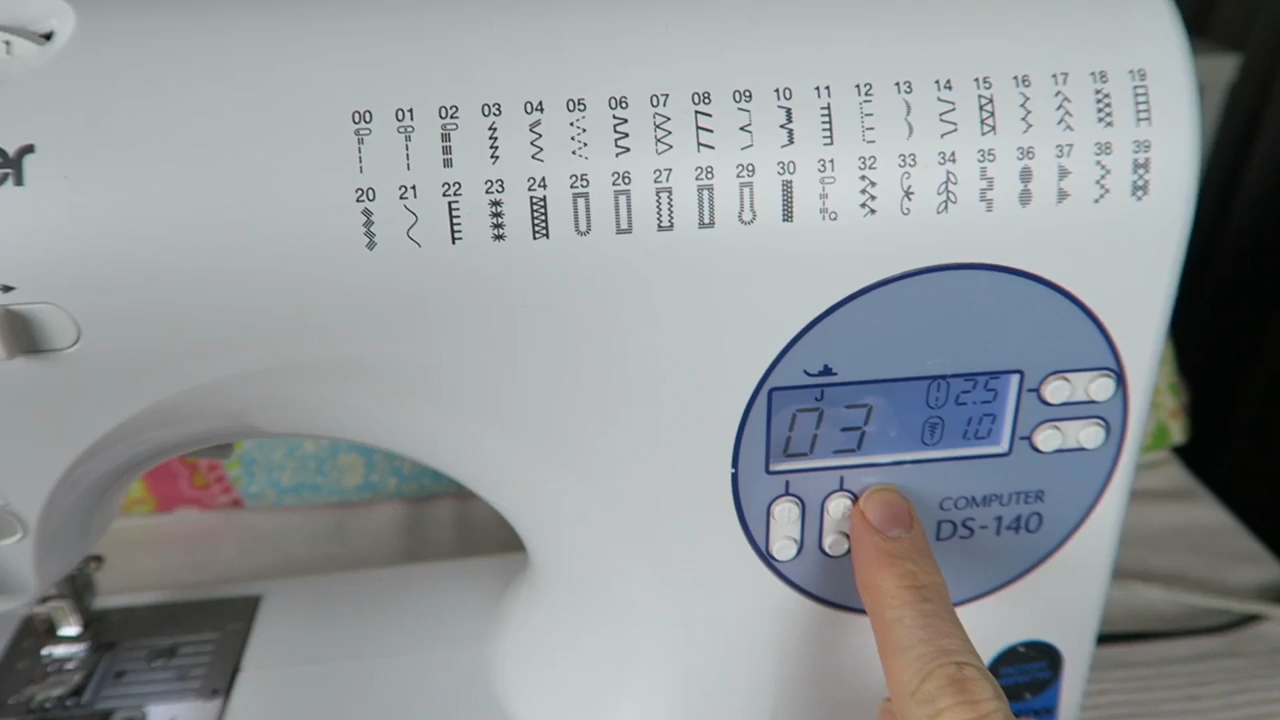 1
er
00 01 02 03 04 05 06 07 08 09 10 11 12 13 14 15 16 17 18 19
20 21 22 23 24 25 26 27 28 29 30 31 32 33 34 35 36 37 38 39
J
03
2.5
1.0
COMPUTER
DS-140